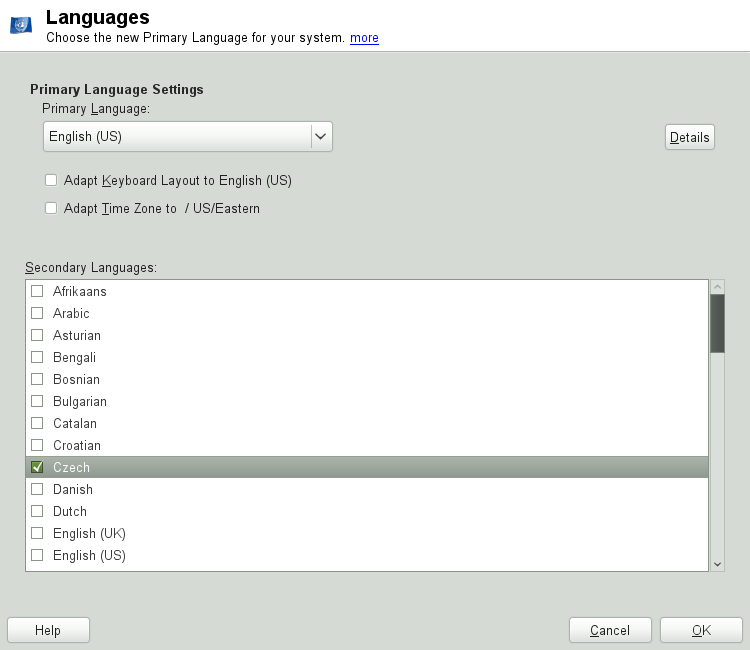 Languages
Choose the new Primary Language for your system. more
Primary Language Settings
Primary Language:
English (US)
Details
Adapt Keyboard Layout to English (US)
Adapt Time Zone to / US/Eastern
Secondary Languages:
Afrikaans
Arabic
Asturian
Bengali
Bosnian
Bulgarian
Catalan
Croatian
Czech
Danish
Dutch
English (UK)
English (US)
Help
Cancel
OK